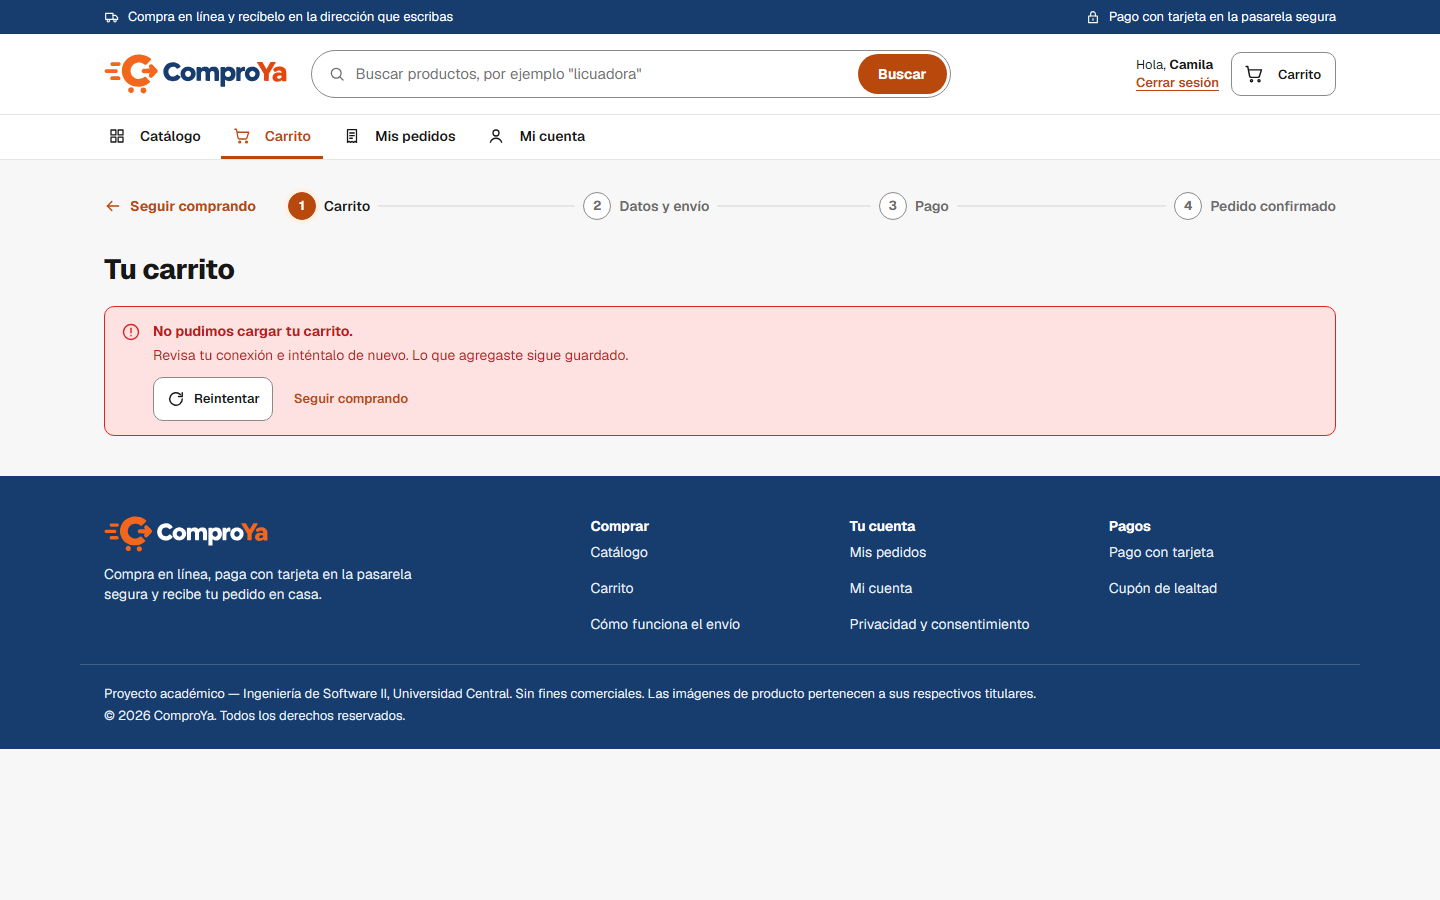 Compra en línea y recíbelo en la dirección que escribas
Pago con tarjeta en la pasarela segura
ComproYa
Buscar productos, por ejemplo "licuadora"
Buscar
Hola, Camila
Cerrar sesión
Carrito
Catálogo
Carrito
Mis pedidos
Mi cuenta
Seguir comprando
1 Carrito
2 Datos y envío
3 Pago
4 Pedido confirmado
Tu carrito
No pudimos cargar tu carrito.
Revisa tu conexión e inténtalo de nuevo. Lo que agregaste sigue guardado.
Reintentar
Seguir comprando
ComproYa
Compra en línea, paga con tarjeta en la pasarela
segura y recibe tu pedido en casa.
Comprar
Catálogo
Carrito
Cómo funciona el envío
Tu cuenta
Mis pedidos
Mi cuenta
Privacidad y consentimiento
Pagos
Pago con tarjeta
Cupón de lealtad
Proyecto académico — Ingeniería de Software II, Universidad Central. Sin fines comerciales. Las imágenes de producto pertenecen a sus respectivos titulares.
© 2026 ComproYa. Todos los derechos reservados.